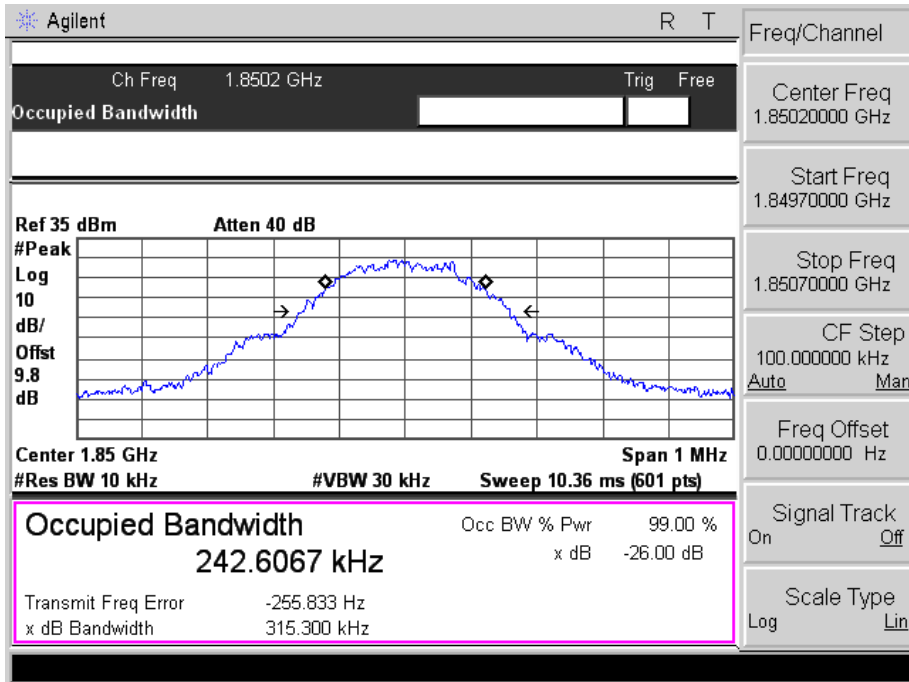 Agilent R T
Freq/Channel
Ch Freq 1.8502 GHz Trig Free
Occupied Bandwidth
Center Freq
1.85020000 GHz
Start Freq
1.84970000 GHz
Stop Freq
1.85070000 GHz
CF Step
100.000000 kHz
Auto Man
Freq Offset
0.00000000 Hz
Signal Track
On Off
Scale Type
Log Lin
Ref 35 dBm Atten 40 dB
#Peak
Log
10
dB/
Offst
9.8
dB
Center 1.85 GHz Span 1 MHz
#Res BW 10 kHz #VBW 30 kHz Sweep 10.36 ms (601 pts)
Occupied Bandwidth
242.6067 kHz
Occ BW % Pwr 99.00 %
x dB -26.00 dB
Transmit Freq Error -255.833 Hz
x dB Bandwidth 315.300 kHz